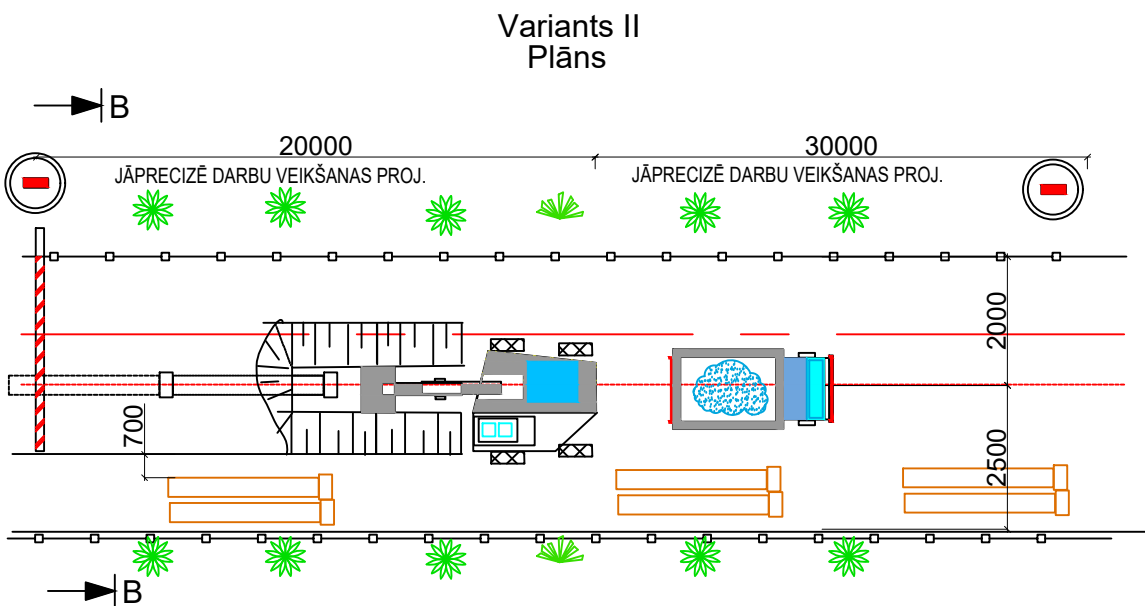 Variants II
Plāns
B
20000
30000
JĀPRECIZĒ DARBU VEIKŠANAS PROJ.
JĀPRECIZĒ DARBU VEIKŠANAS PROJ.
2000
700
2500
B